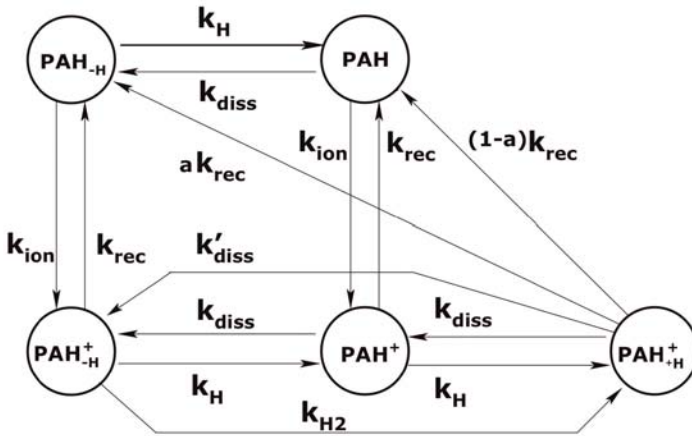 k_H
PAH_-H
PAH
k_diss
(1-a)k_rec
k_ion
k_rec
ak_rec
k_ion
k_rec
k′_diss
k_diss
k_diss
PAH⁺_-H
PAH⁺
PAH⁺_+H
k_H
k_H
k_H2